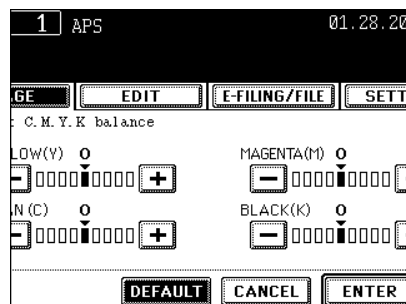 1 APS 01.28.20
GE EDIT E-FILING/FILE SETT
: C.M.Y.K balance
LOW(Y) 0 MAGENTA(M) 0
− + −
N (C) 0 BLACK(K) 0
− + −
DEFAULT CANCEL ENTER